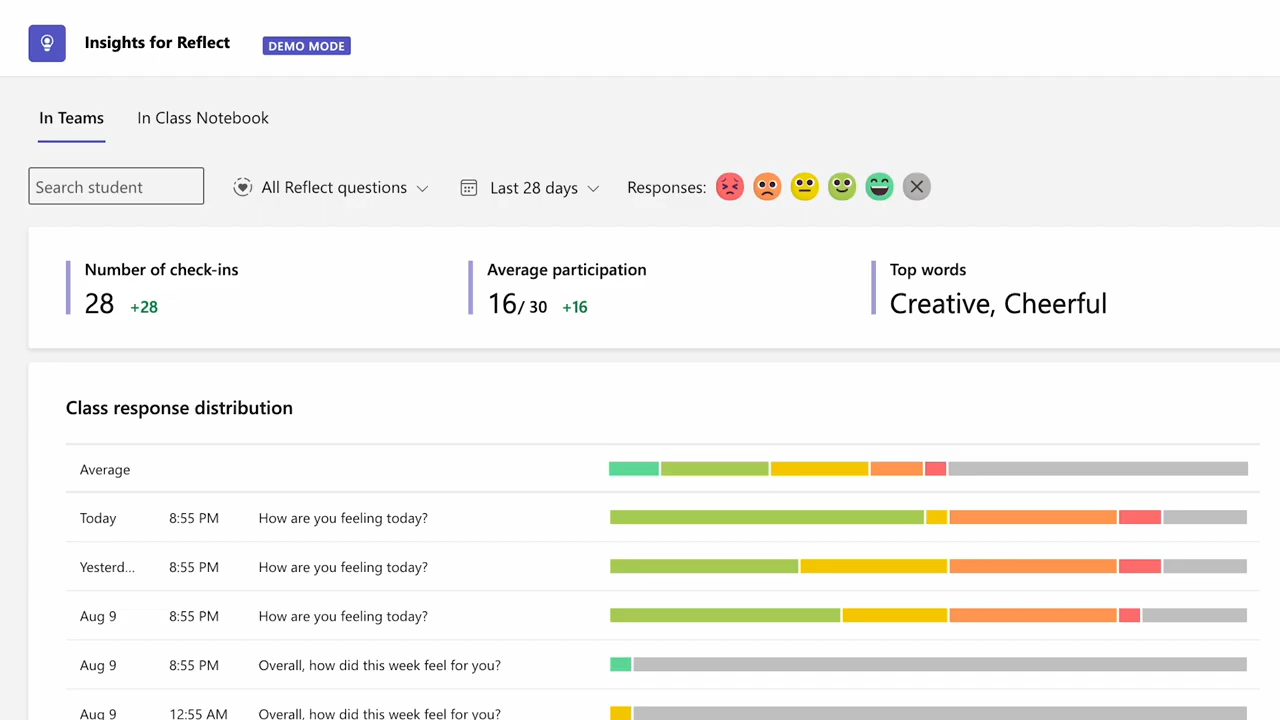 Insights for Reflect DEMO MODE
In Teams In Class Notebook
Search student All Reflect questions Last 28 days Responses:
Number of check-ins Average participation Top words
28 +28 16/ 30 +16 Creative, Cheerful
Class response distribution
Average
Today 8:55 PM How are you feeling today?
Yesterd... 8:55 PM How are you feeling today?
Aug 9 8:55 PM How are you feeling today?
Aug 9 8:55 PM Overall, how did this week feel for you?
Aug 9 12:55 AM Overall, how did this week feel for you?